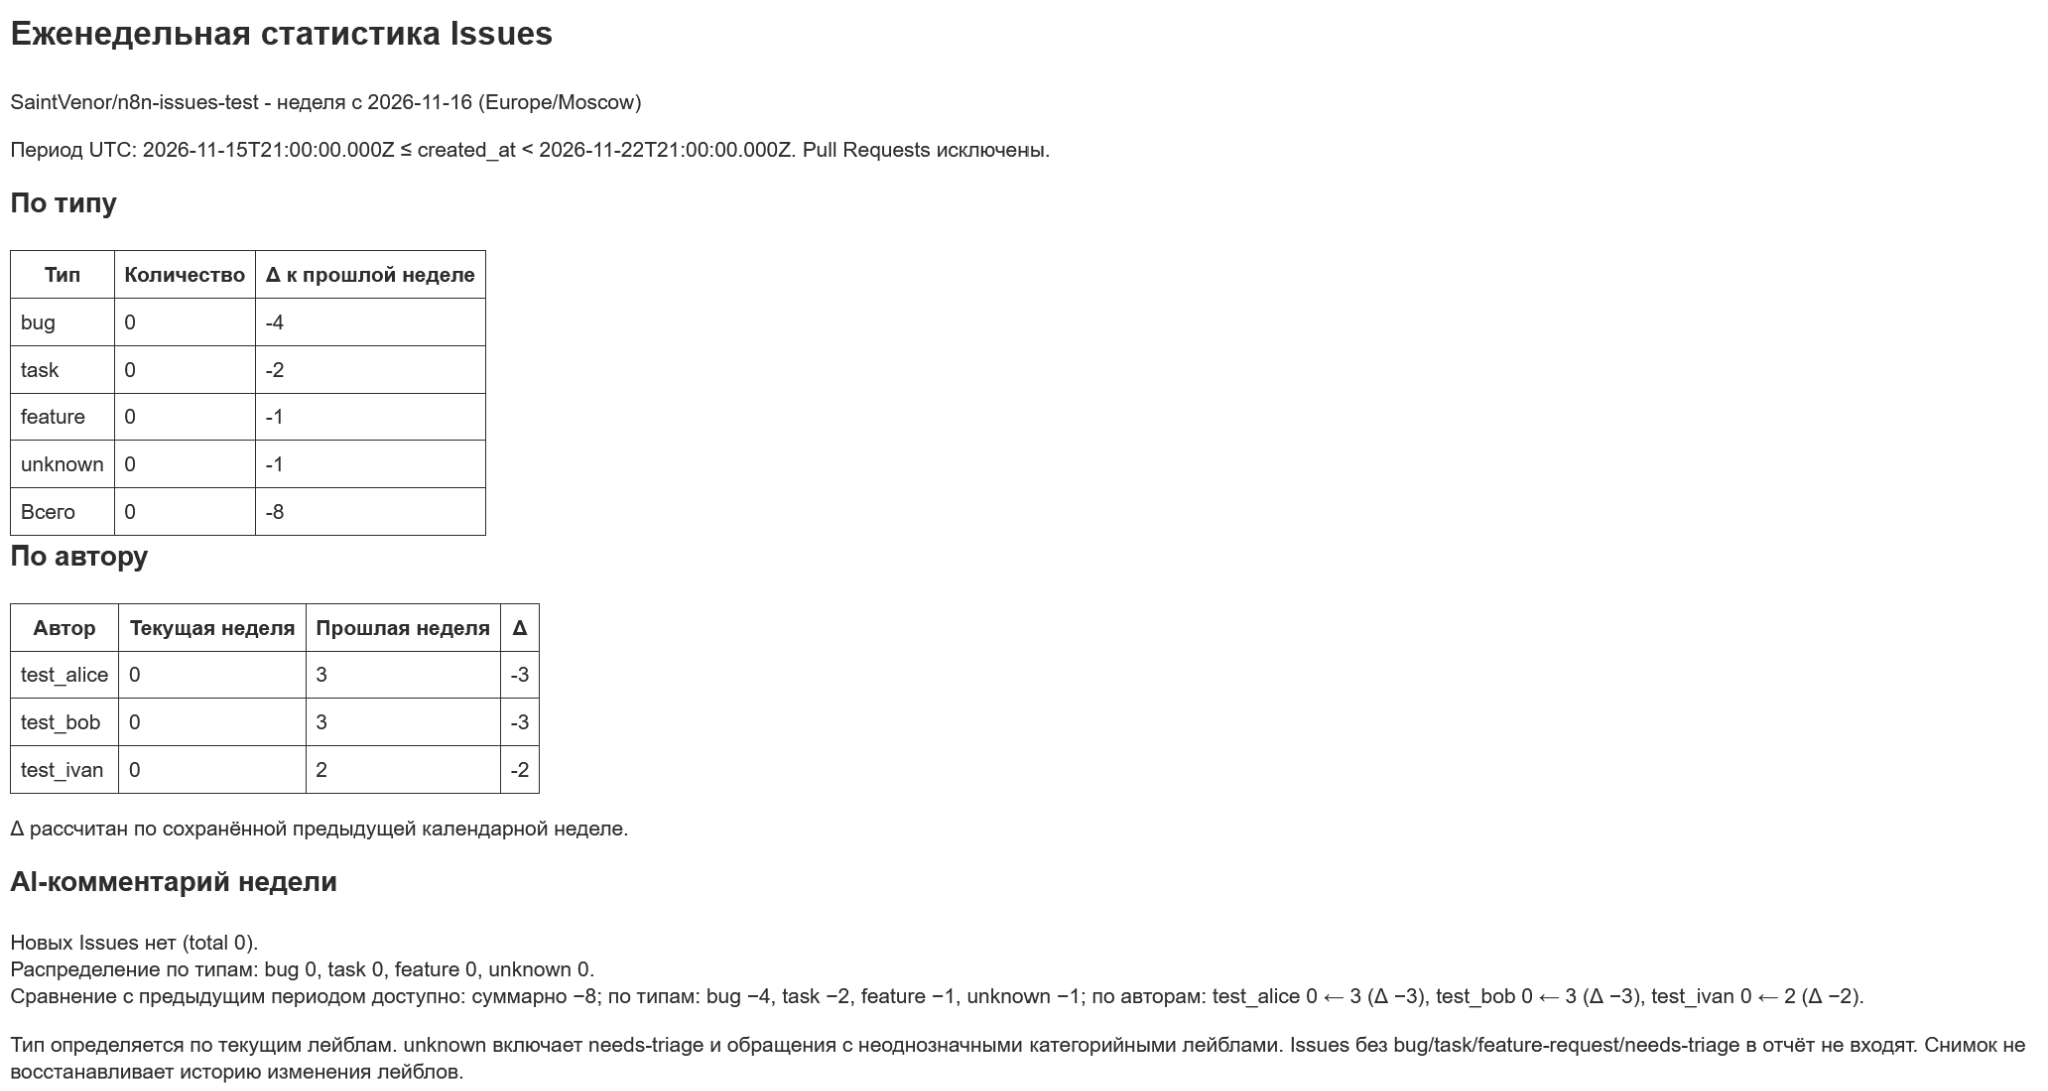 Еженедельная статистика Issues
SaintVenor/n8n-issues-test - неделя с 2026-11-16 (Europe/Moscow)
Период UTC: 2026-11-15T21:00:00.000Z ≤ created_at < 2026-11-22T21:00:00.000Z. Pull Requests исключены.
По типу
Тип Количество Δ к прошлой неделе
bug 0 -4
task 0 -2
feature 0 -1
unknown 0 -1
Всего 0 -8
По автору
Автор Текущая неделя Прошлая неделя Δ
test_alice 0 3 -3
test_bob 0 3 -3
test_ivan 0 2 -2
Δ рассчитан по сохранённой предыдущей календарной неделе.
AI-комментарий недели
Новых Issues нет (total 0).
Распределение по типам: bug 0, task 0, feature 0, unknown 0.
Сравнение с предыдущим периодом доступно: суммарно −8; по типам: bug −4, task −2, feature −1, unknown −1; по авторам: test_alice 0 ← 3 (Δ −3), test_bob 0 ← 3 (Δ −3), test_ivan 0 ← 2 (Δ −2).
Тип определяется по текущим лейблам. unknown включает needs-triage и обращения с неоднозначными категорийными лейблами. Issues без bug/task/feature-request/needs-triage в отчёт не входят. Снимок не
восстанавливает историю изменения лейблов.